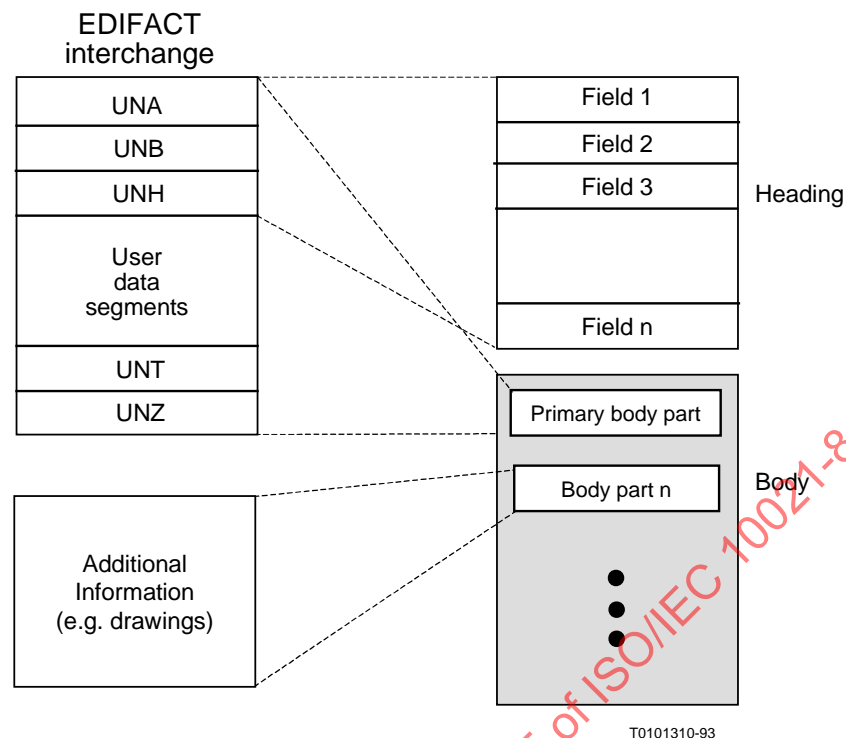 EDIFACT
interchange
UNA
UNB
UNH
User
data
segments
UNT
UNZ
Additional
Information
(e.g. drawings)
Field 1
Field 2
Field 3
Field n
Heading
Primary body part
Body part n
Body
T0101310-93
of ISO/IEC 10021-8